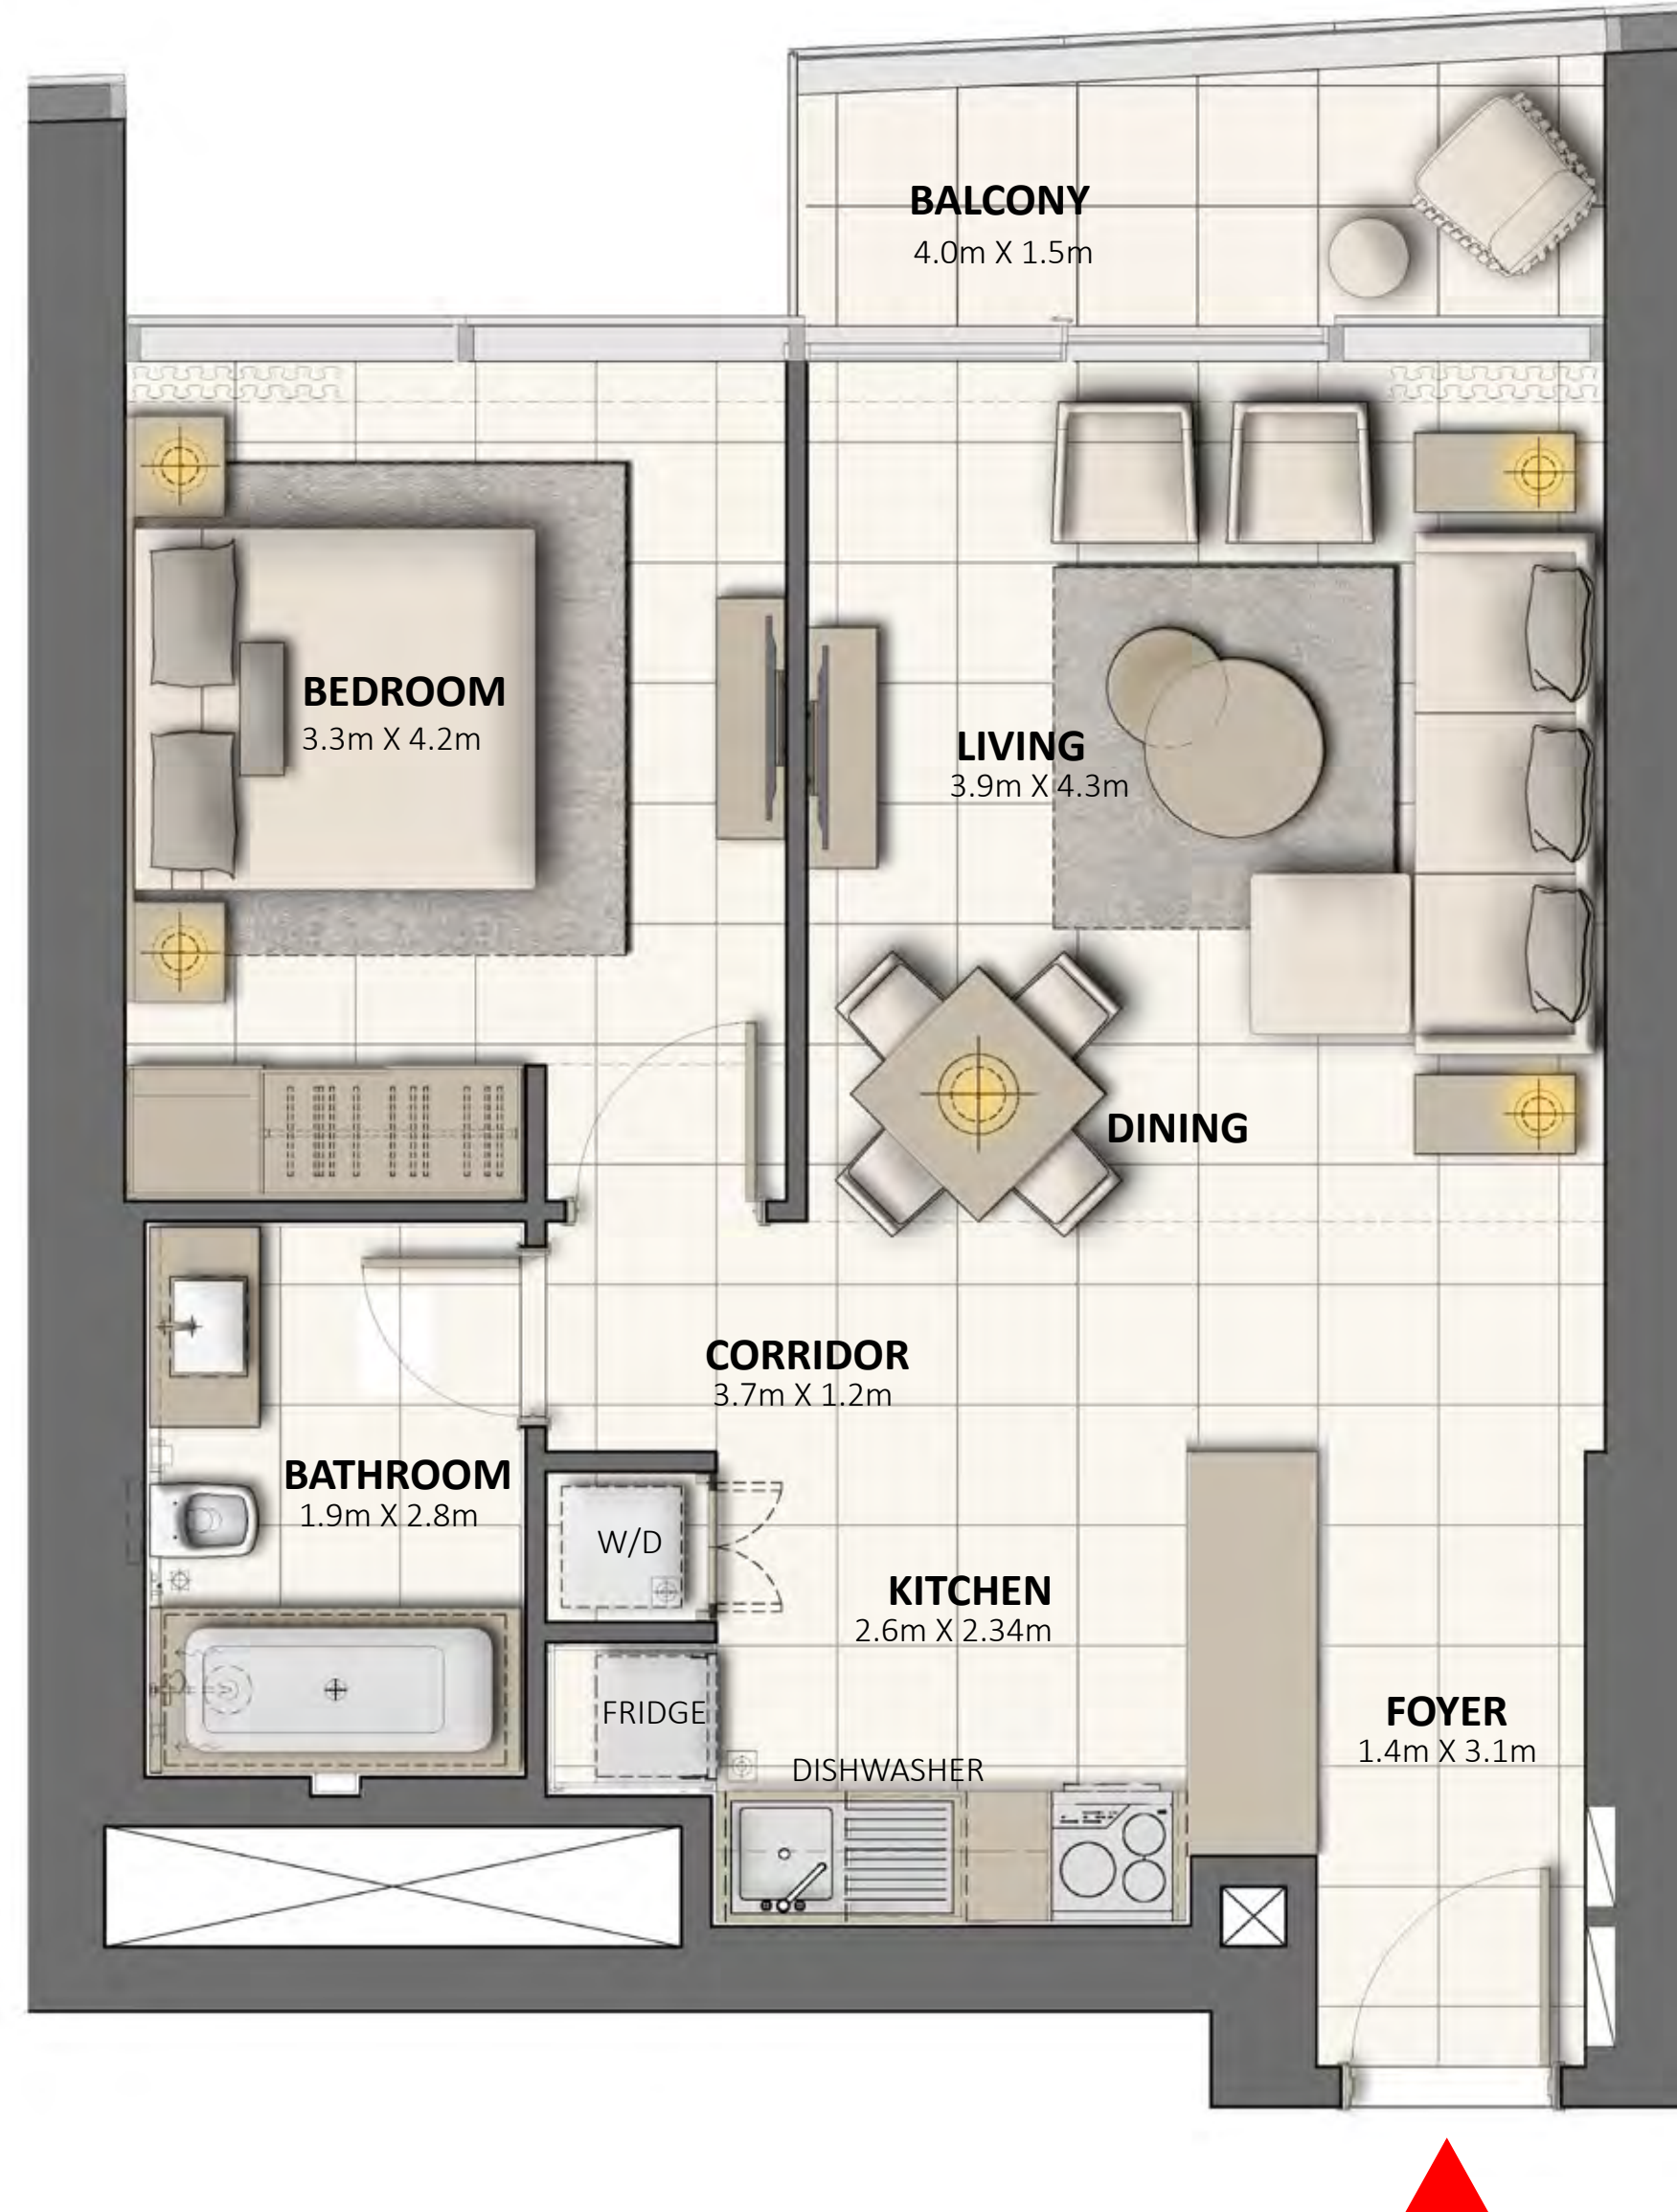 BALCONY
4.0m X 1.5m
BEDROOM
3.3m X 4.2m
LIVING
3.9m X 4.3m
DINING
CORRIDOR
3.7m X 1.2m
BATHROOM
1.9m X 2.8m
W/D
KITCHEN
2.6m X 2.34m
FRIDGE
FOYER
1.4m X 3.1m
DISHWASHER